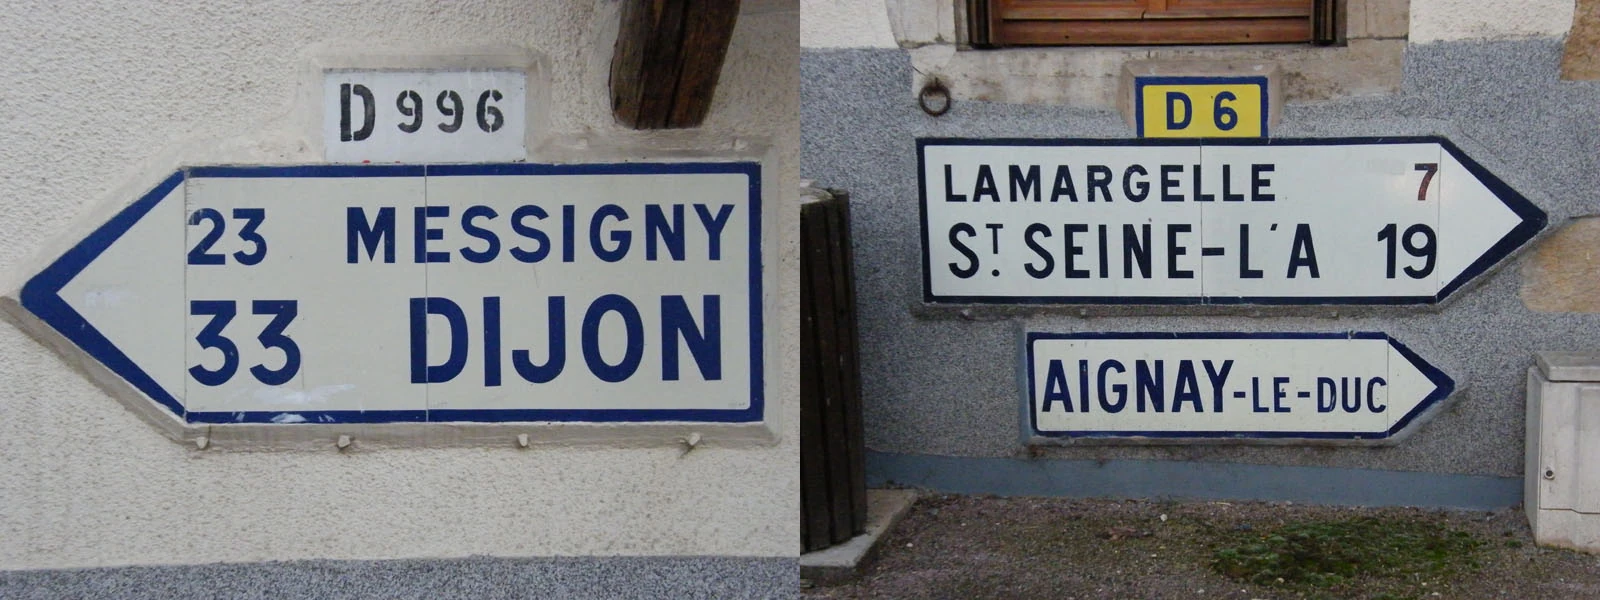 D 996
23 MESSIGNY
33 DIJON
D 6
LAMARGELLE 7
ST. SEINE-L'A 19
AIGNAY-LE-DUC